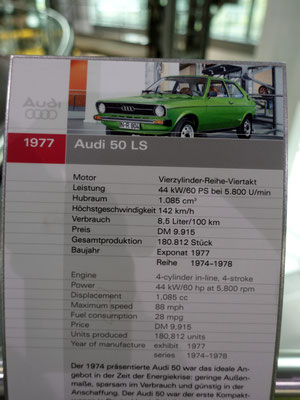 Audi
1977 Audi 50 LS
Motor Vierzylinder-Reihe-Viertakt
Leistung 44 kW/60 PS bei 5.800 U/min
Hubraum 1.085 cm³
Höchstgeschwindigkeit 142 km/h
Verbrauch 8,5 Liter/100 km
Preis DM 9.915
Gesamtproduktion 180.812 Stück
Baujahr Exponat 1977
Reihe 1974-1978
Engine 4-cylinder in-line, 4-stroke
Power 44 kW/60 hp at 5,800 rpm
Displacement 1.085 cc
Maximum speed 88 mph
Fuel consumption 28 mpg
Price DM 9,915
Units produced 180,812 units
Year of manufacture exhibit 1977
series 1974-1978
Der 1974 präsentierte Audi 50 war das ideale An-
gebot in der Zeit der Energiekrise: geringe Außen-
maße, sparsam im Verbrauch und günstig in der
Anschaffung. Der Audi 50 war der erste Kompakt-